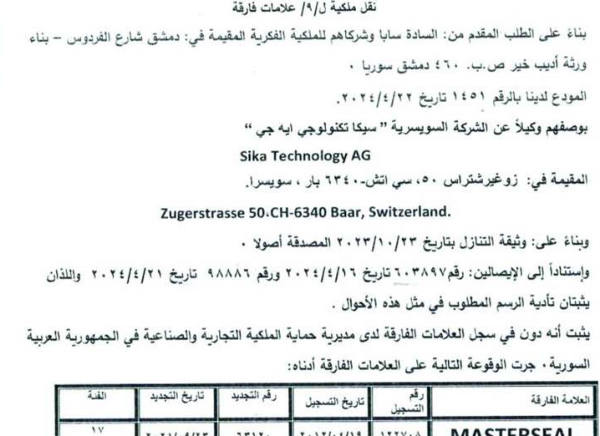 نقل ملكية ل/٩/ علامات فارقة
بناءً على الطلب المقدم من: السادة سابا وشركاهم للملكية الفكرية المقيمة في: دمشق شارع الفردوس – بناء
ورثة أديب خير ص.ب. ٤٦٠ دمشق سوريا ٠
المودع لدينا بالرقم ١٤٥١ تاريخ ٢٠٢٤/٤/٢٢.
بوصفهم وكيلاً عن الشركة السويسرية " سيكا تكنولوجي ايه جي "
Sika Technology AG
المقيمة في: زوغيرشتراس ٥٠، سي اتش-٦٣٤٠ بار ، سويسرا.
Zugerstrasse 50،CH-6340 Baar, Switzerland.
وبناءً على: وثيقة التنازل بتاريخ ٢٠٢٣/١٠/٢٣ المصدقة أصولا ٠
وإستناداً إلى الإيصالين: رقم ٦٠٣٨٩٧ تاريخ ٢٠٢٤/٤/١٦ ورقم ٩٨٨٨٦ تاريخ ٢٠٢٤/٤/٢١ واللذان
يثبتان تأدية الرسم المطلوب في مثل هذه الأحوال .
يثبت أنه دون في سجل العلامات الفارقة لدى مديرية حماية الملكية التجارية والصناعية في الجمهورية العربية
السورية٠ جرت الوقوعة التالية على العلامات الفارقة أدناه:
العلامة الفارقة رقم التسجيل تاريخ التسجيل رقم التجديد تاريخ التجديد الفئة
MASTERSEAL ١٧